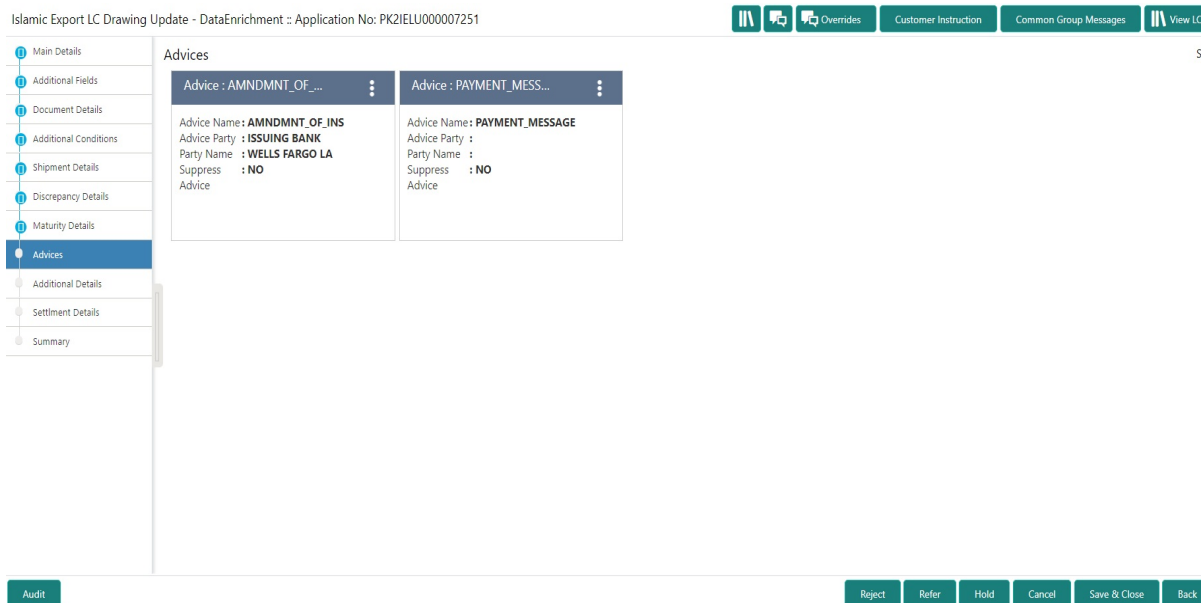 Islamic Export LC Drawing Update - DataEnrichment :: Application No: PK2IELU000007251
Overrides
Customer Instruction
Common Group Messages
View LC
Main Details
Additional Fields
Document Details
Additional Conditions
Shipment Details
Discrepancy Details
Maturity Details
Advices
Additional Details
Settlment Details
Summary
Advices
S
Advice : AMNDMNT_OF_...
Advice Name : AMNDMNT_OF_INS
Advice Party : ISSUING BANK
Party Name : WELLS FARGO LA
Suppress : NO
Advice
Advice : PAYMENT_MESS...
Advice Name : PAYMENT_MESSAGE
Advice Party :
Party Name :
Suppress : NO
Advice
Audit
Reject
Refer
Hold
Cancel
Save & Close
Back